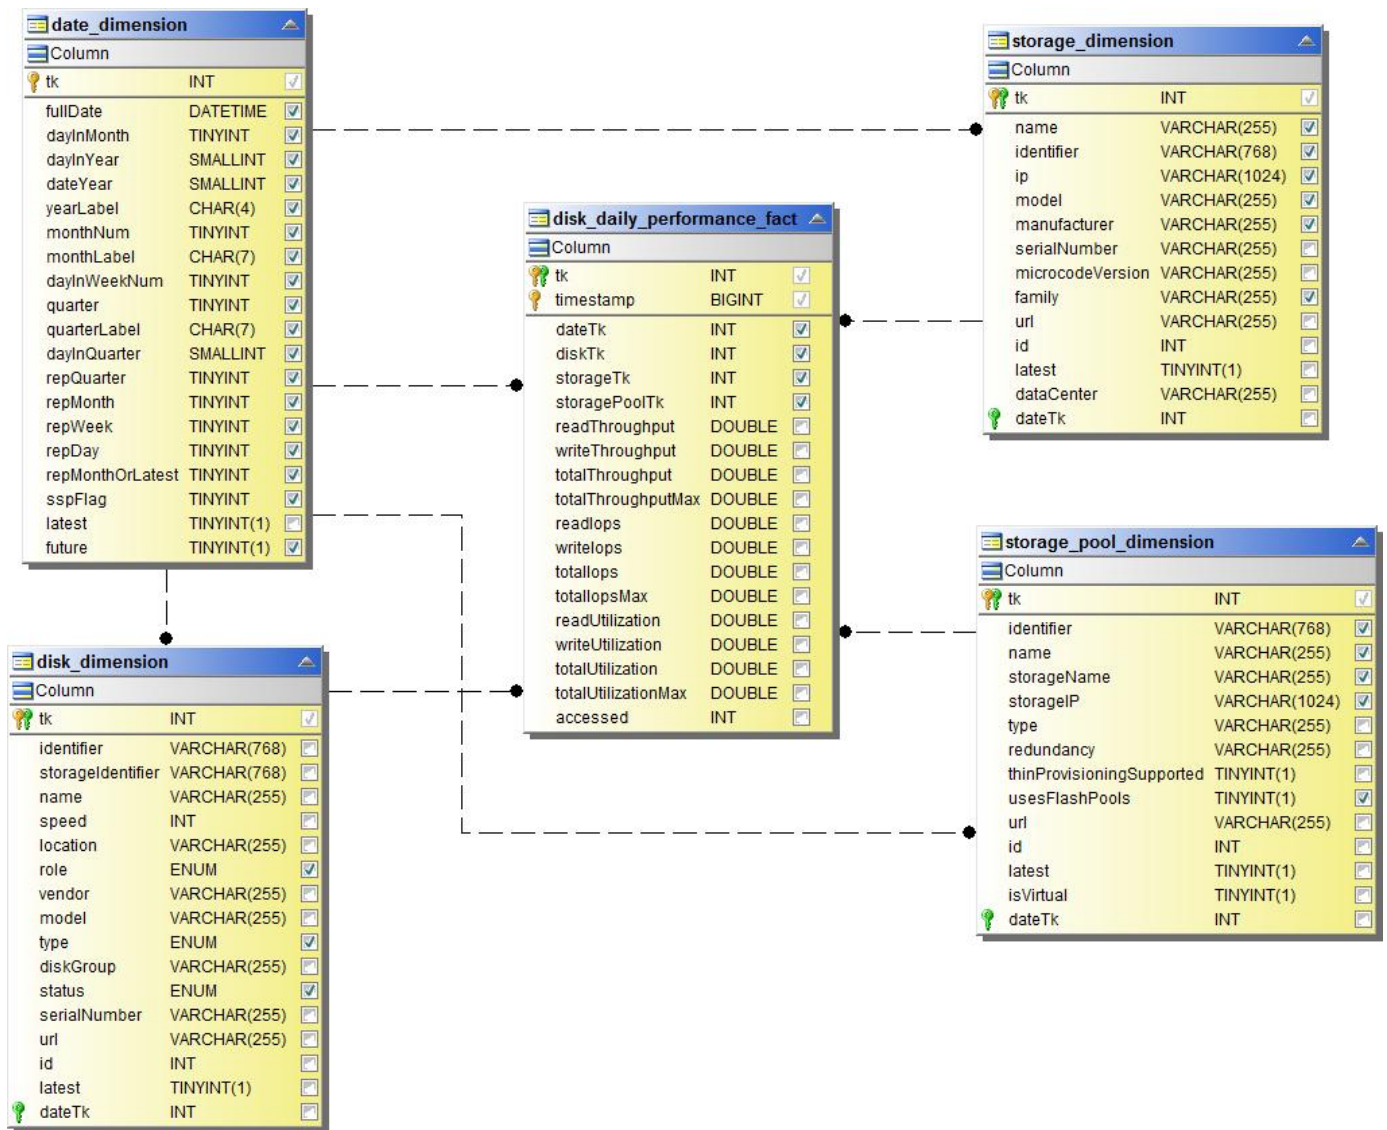 date_dimension
Column
tk INT
fullDate DATETIME
dayInMonth TINYINT
dayInYear SMALLINT
dateYear SMALLINT
yearLabel CHAR(4)
monthNum TINYINT
monthLabel CHAR(7)
dayInWeekNum TINYINT
quarter TINYINT
quarterLabel CHAR(7)
dayInQuarter SMALLINT
repQuarter TINYINT
repMonth TINYINT
repWeek TINYINT
repDay TINYINT
repMonthOrLatest TINYINT
sspFlag TINYINT
latest TINYINT(1)
future TINYINT(1)
disk_dimension
Column
tk INT
identifier VARCHAR(768)
storageIdentifier VARCHAR(768)
name VARCHAR(255)
speed INT
location VARCHAR(255)
role ENUM
vendor VARCHAR(255)
model VARCHAR(255)
type ENUM
diskGroup VARCHAR(255)
status ENUM
serialNumber VARCHAR(255)
url VARCHAR(255)
id INT
latest TINYINT(1)
dateTk INT
disk_daily_performance_fact
Column
tk INT
timestamp BIGINT
dateTk INT
diskTk INT
storageTk INT
storagePoolTk INT
readThroughput DOUBLE
writeThroughput DOUBLE
totalThroughput DOUBLE
totalThroughputMax DOUBLE
readIops DOUBLE
writeIops DOUBLE
totalIops DOUBLE
totalIopsMax DOUBLE
readUtilization DOUBLE
writeUtilization DOUBLE
totalUtilization DOUBLE
totalUtilizationMax DOUBLE
accessed INT
storage_dimension
Column
tk INT
name VARCHAR(255)
identifier VARCHAR(768)
ip VARCHAR(1024)
model VARCHAR(255)
manufacturer VARCHAR(255)
serialNumber VARCHAR(255)
microcodeVersion VARCHAR(255)
family VARCHAR(255)
url VARCHAR(255)
id INT
latest TINYINT(1)
dataCenter VARCHAR(255)
dateTk INT
storage_pool_dimension
Column
tk INT
identifier VARCHAR(768)
name VARCHAR(255)
storageName VARCHAR(255)
storageIP VARCHAR(1024)
type VARCHAR(255)
redundancy VARCHAR(255)
thinProvisioningSupported TINYINT(1)
usesFlashPools TINYINT(1)
url VARCHAR(255)
id INT
latest TINYINT(1)
isVirtual TINYINT(1)
dateTk INT